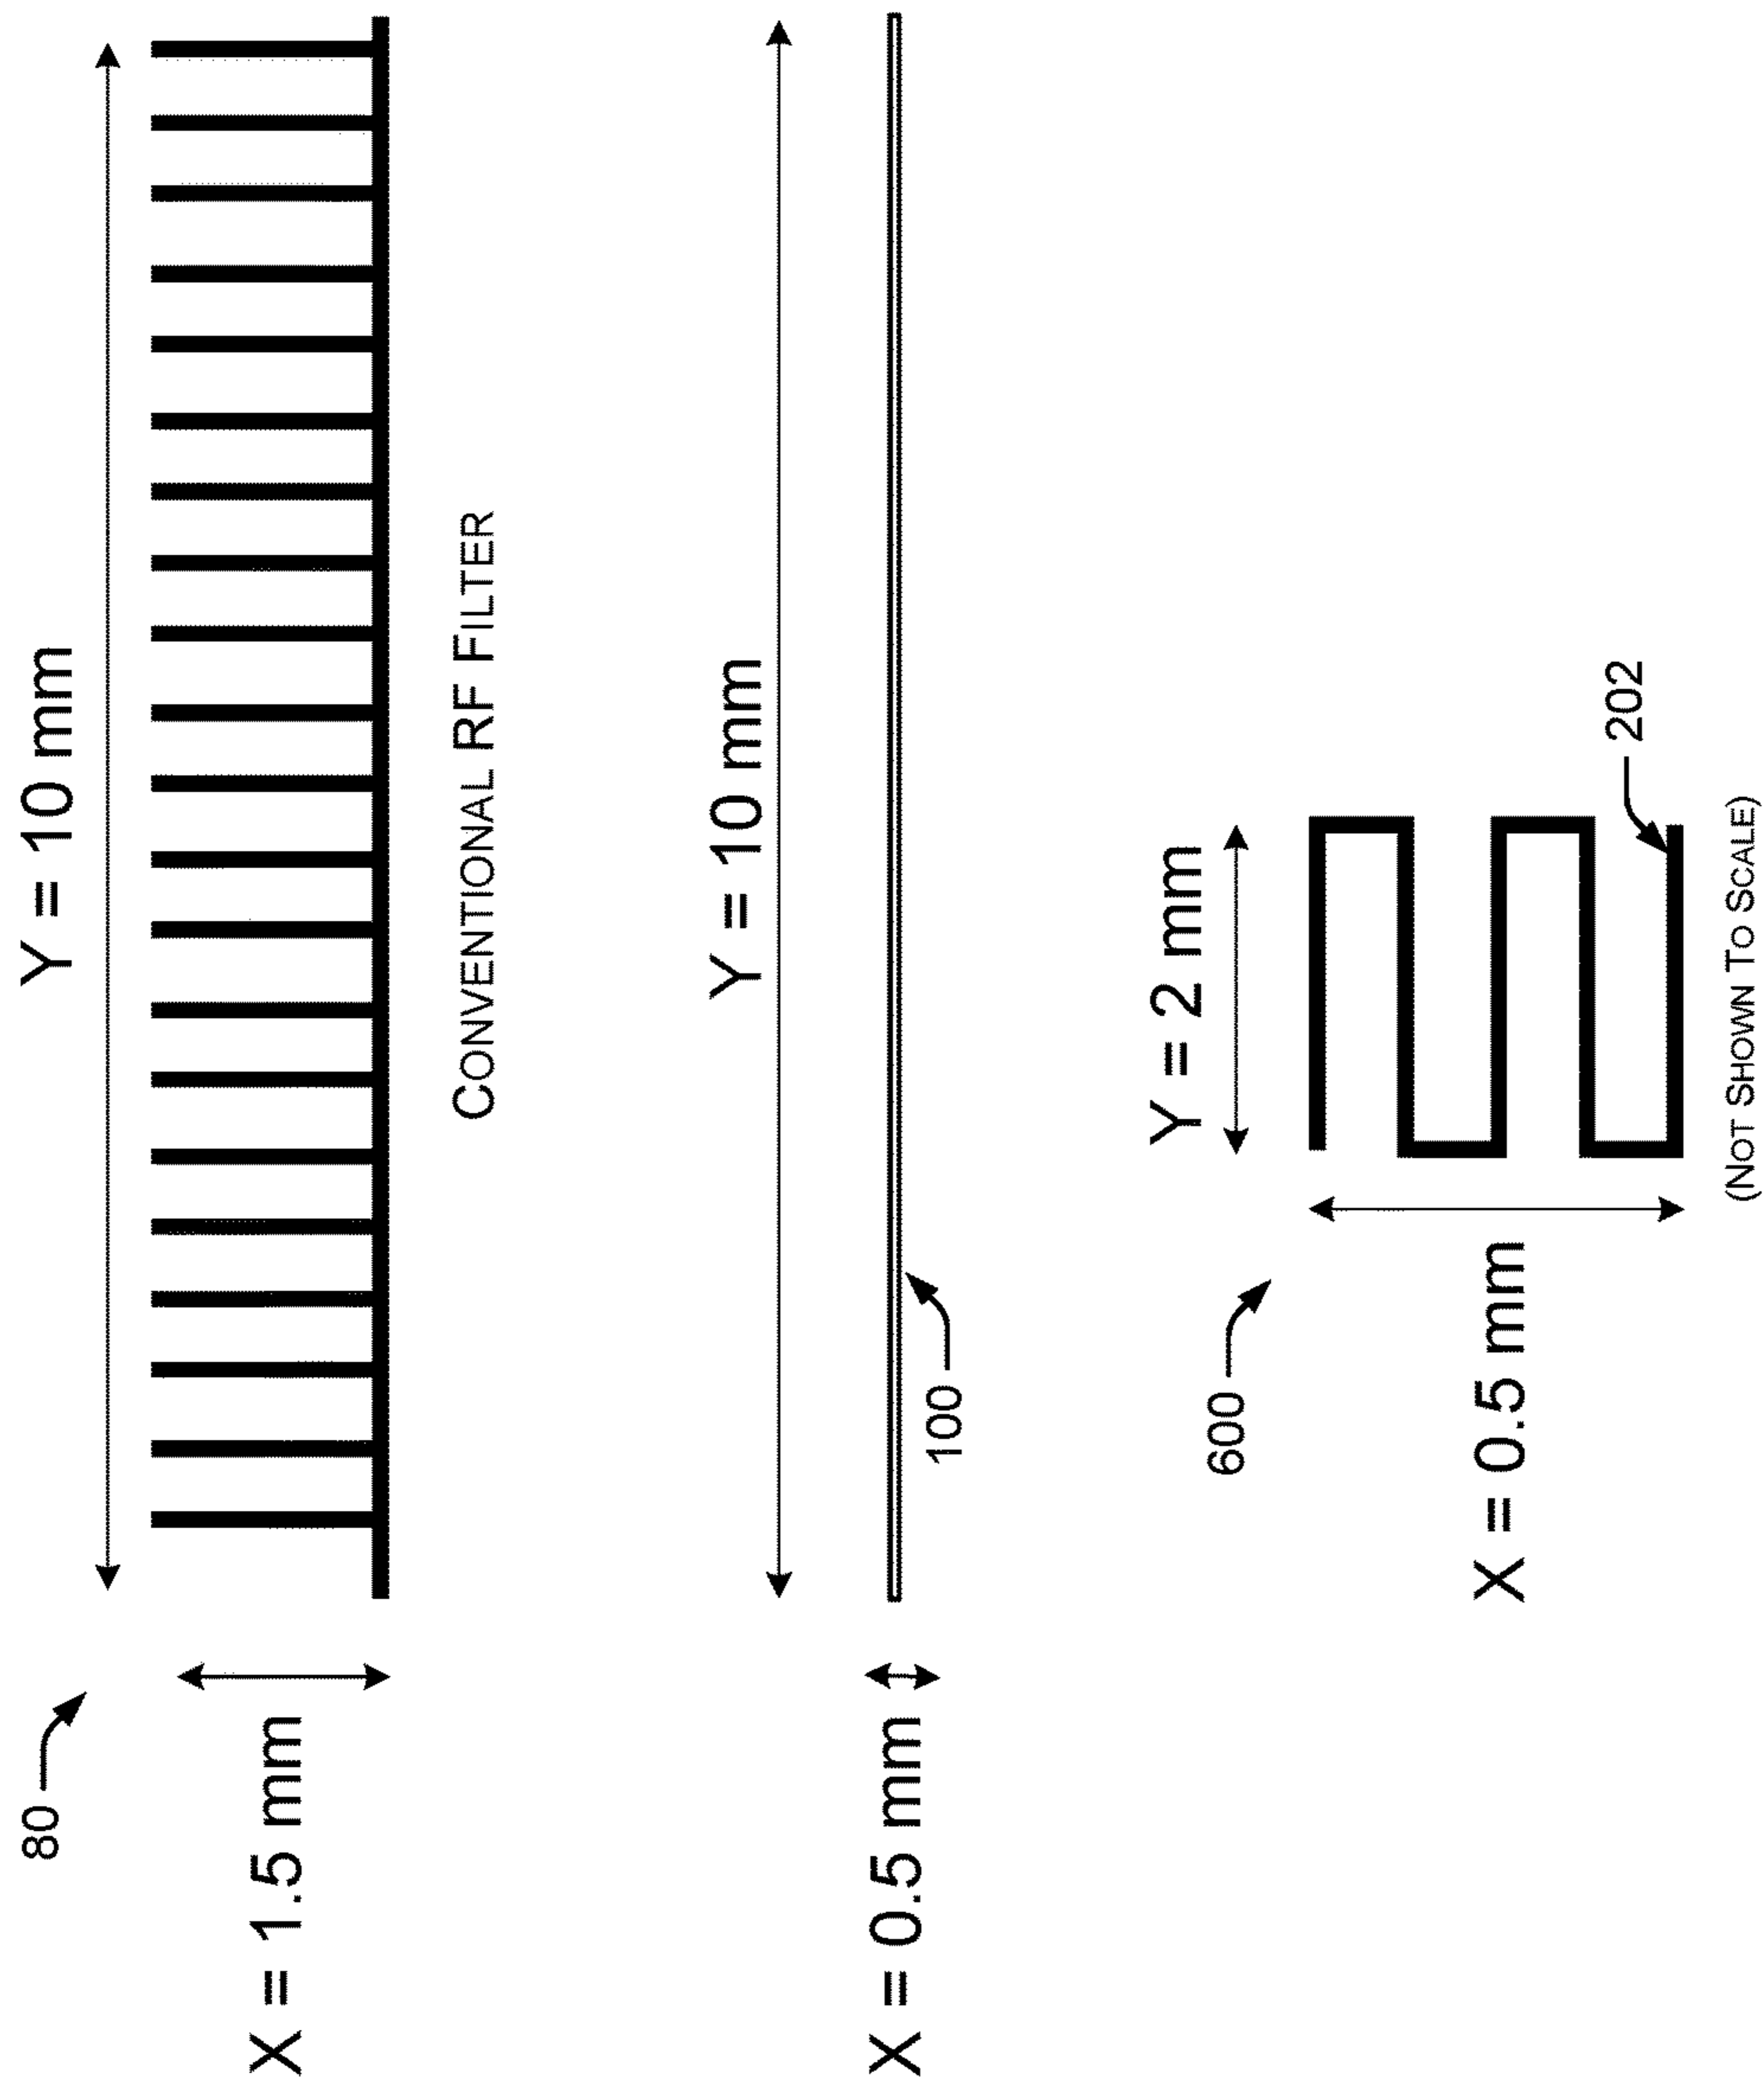 80
Y = 10 mm
X = 1.5 mm
CONVENTIONAL RF FILTER
Y = 10 mm
X = 0.5 mm
100
600
Y = 2 mm
X = 0.5 mm
202
(NOT SHOWN TO SCALE)